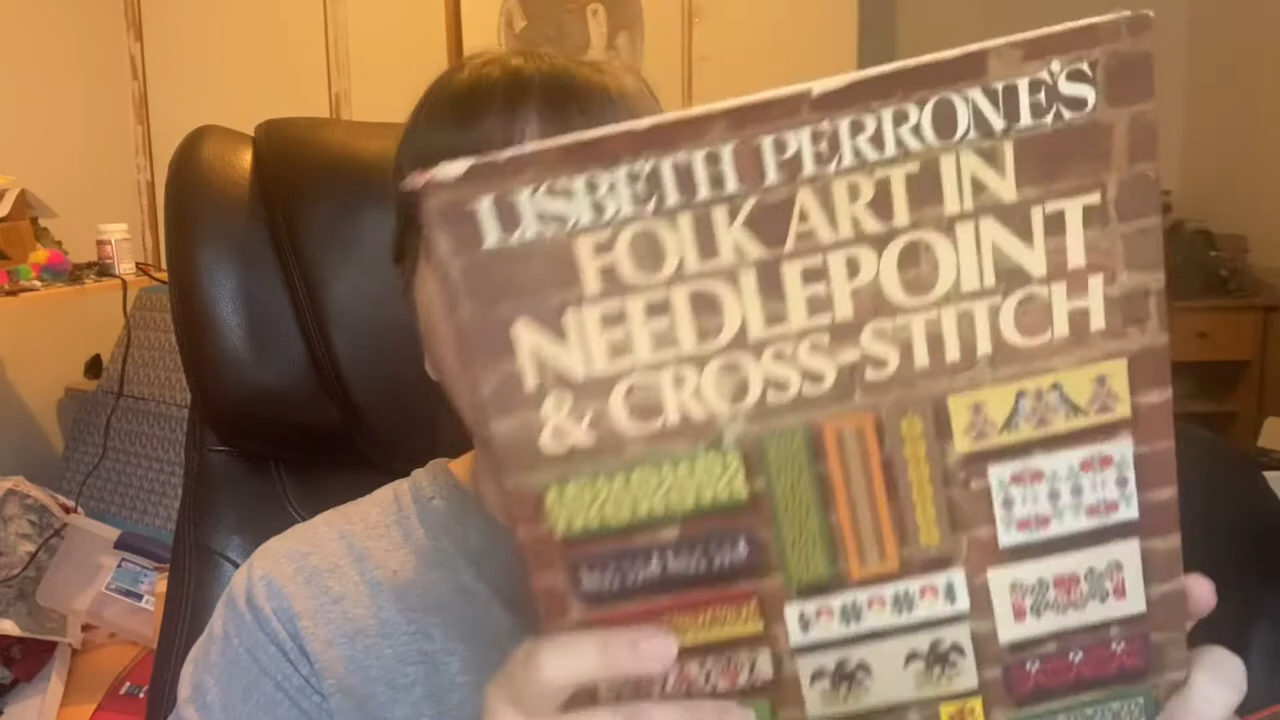 LISBETH PERRONE'S
FOLK ART IN
NEEDLEPOINT
& CROSS-STITCH